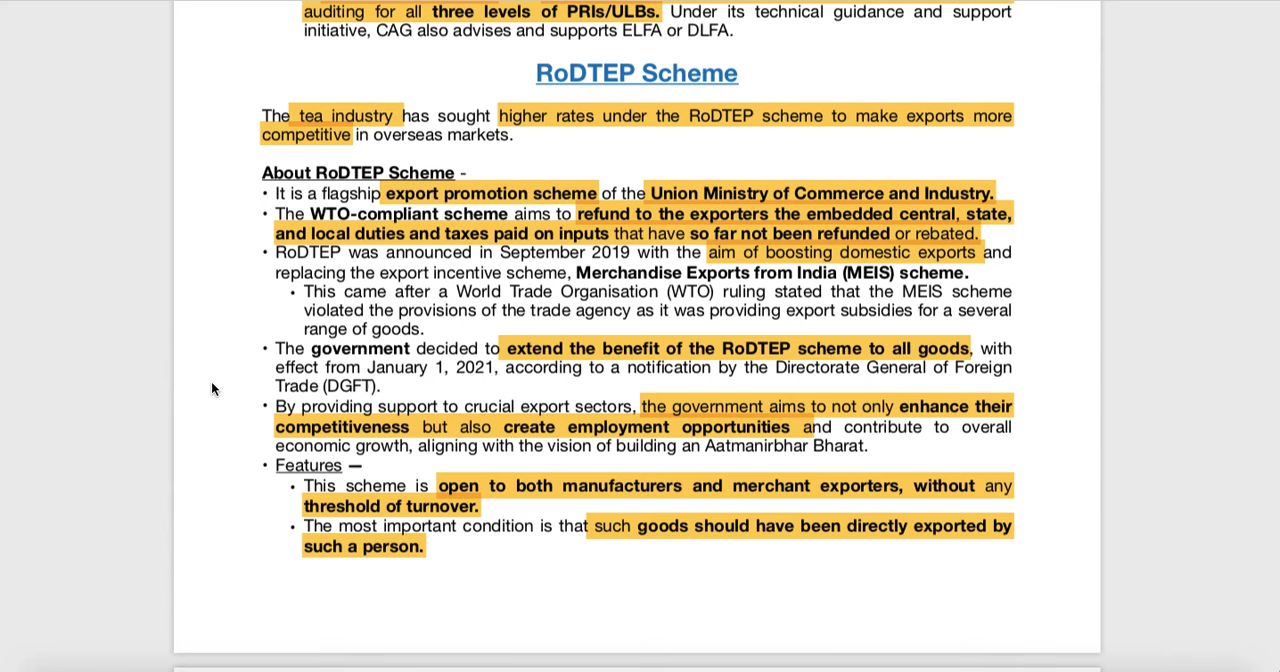 auditing for all three levels of PRIs/ULBs. Under its technical guidance and support
initiative, CAG also advises and supports ELFA or DLFA.
RoDTEP Scheme
The tea industry has sought higher rates under the RoDTEP scheme to make exports more
competitive in overseas markets.
About RoDTEP Scheme -
• It is a flagship export promotion scheme of the Union Ministry of Commerce and Industry.
• The WTO-compliant scheme aims to refund to the exporters the embedded central, state,
and local duties and taxes paid on inputs that have so far not been refunded or rebated.
• RoDTEP was announced in September 2019 with the aim of boosting domestic exports and
replacing the export incentive scheme, Merchandise Exports from India (MEIS) scheme.
• This came after a World Trade Organisation (WTO) ruling stated that the MEIS scheme
violated the provisions of the trade agency as it was providing export subsidies for a several
range of goods.
• The government decided to extend the benefit of the RoDTEP scheme to all goods, with
effect from January 1, 2021, according to a notification by the Directorate General of Foreign
Trade (DGFT).
• By providing support to crucial export sectors, the government aims to not only enhance their
competitiveness but also create employment opportunities and contribute to overall
economic growth, aligning with the vision of building an Aatmanirbhar Bharat.
• Features —
• This scheme is open to both manufacturers and merchant exporters, without any
threshold of turnover.
• The most important condition is that such goods should have been directly exported by
such a person.